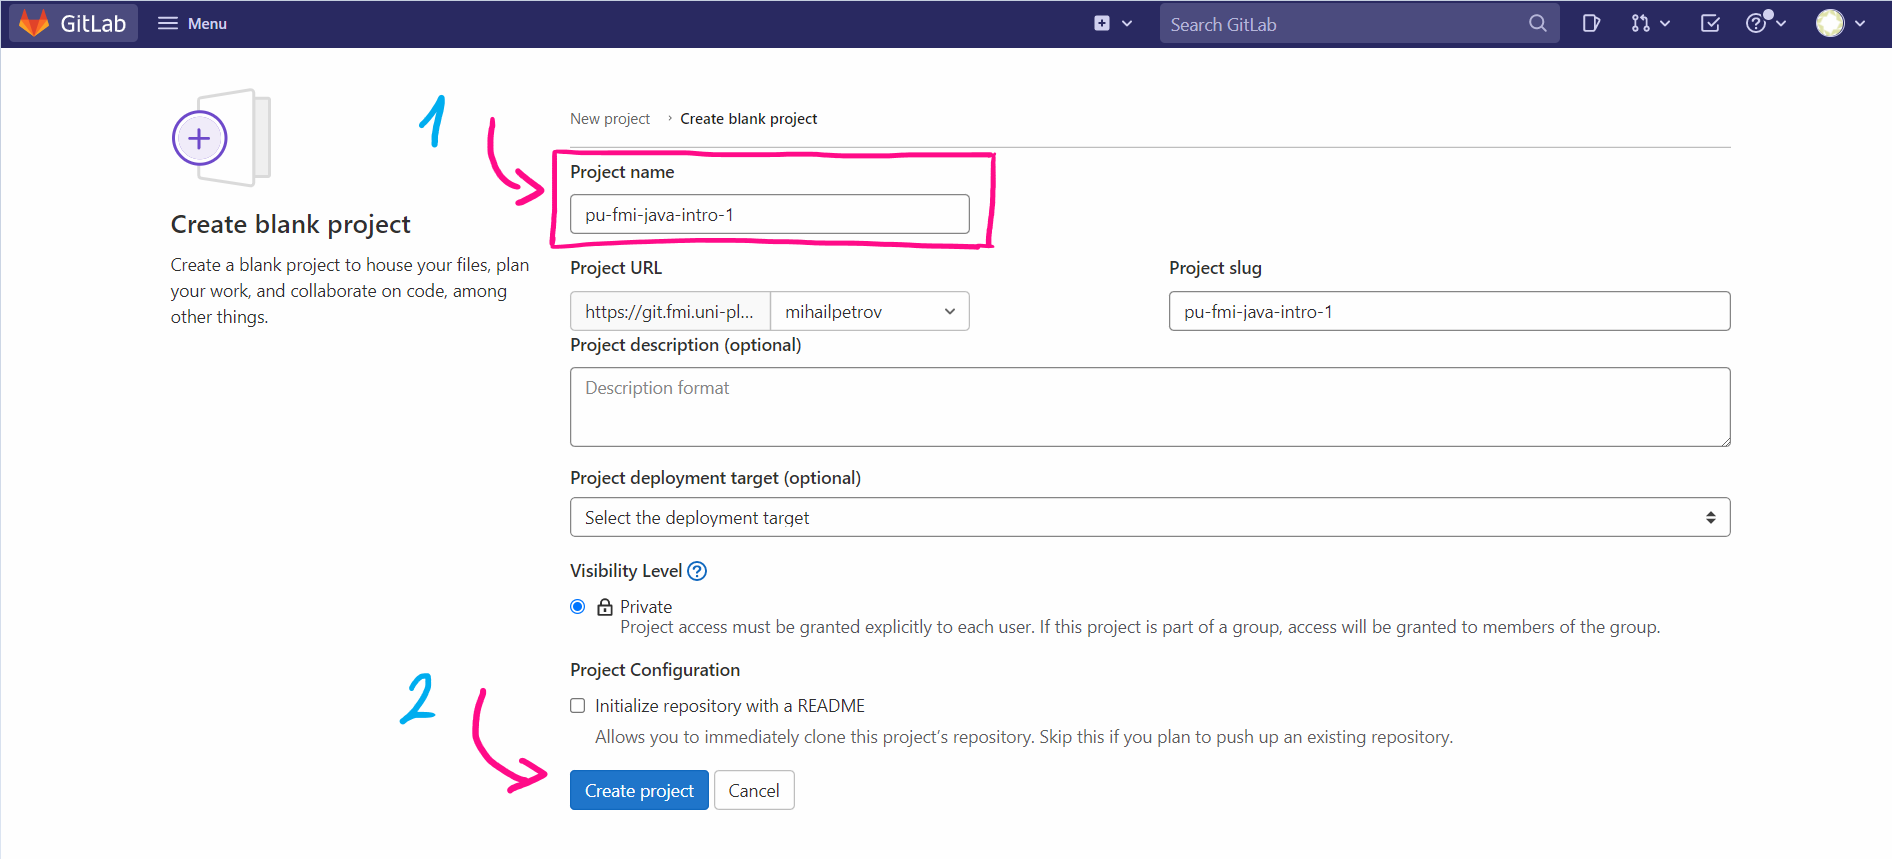 GitLab Menu Search GitLab
1
New project › Create blank project
Project name
pu-fmi-java-intro-1
Create blank project
Create a blank project to house your files, plan
your work, and collaborate on code, among
other things.
Project URL
https://git.fmi.uni-pl... mihailpetrov
Project slug
pu-fmi-java-intro-1
Project description (optional)
Description format
Project deployment target (optional)
Select the deployment target
Visibility Level ?
Private
Project access must be granted explicitly to each user. If this project is part of a group, access will be granted to members of the group.
Project Configuration
2
Initialize repository with a README
Allows you to immediately clone this project's repository. Skip this if you plan to push up an existing repository.
Create project Cancel